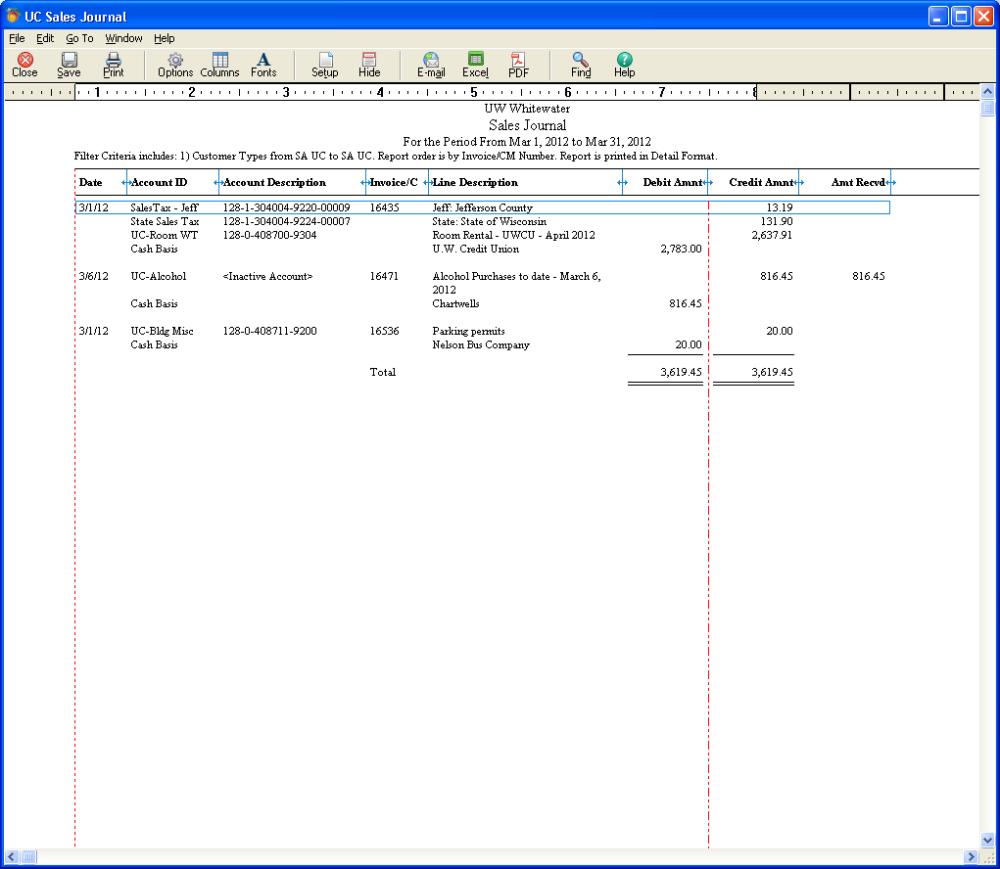 UC Sales Journal
File Edit Go To Window Help
Close Save Print Options Columns Fonts Setup Hide E-mail Excel PDF Find Help
1 2 3 4 5 6 7 8
UW Whitewater
Sales Journal
For the Period From Mar 1, 2012 to Mar 31, 2012
Filter Criteria includes: 1) Customer Types from SA UC to SA UC. Report order is by Invoice/CM Number. Report is printed in Detail Format.
Date Account ID Account Description Invoice/C Line Description Debit Amnt Credit Amnt Amt Recvd
3/1/12 SalesTax - Jeff 128-1-304004-9220-00009 16435 Jeff: Jefferson County 13.19
State Sales Tax 128-1-304004-9224-00007 State: State of Wisconsin 131.90
UC-Room WT 128-0-408700-9304 Room Rental - UWCU - April 2012 2,637.91
Cash Basis U.W. Credit Union 2,783.00
3/6/12 UC-Alcohol <Inactive Account> 16471 Alcohol Purchases to date - March 6, 816.45 816.45
2012
Cash Basis Chartwells 816.45
3/1/12 UC-Bldg Misc 128-0-408711-9200 16536 Parking permits 20.00
Cash Basis Nelson Bus Company 20.00
Total 3,619.45 3,619.45